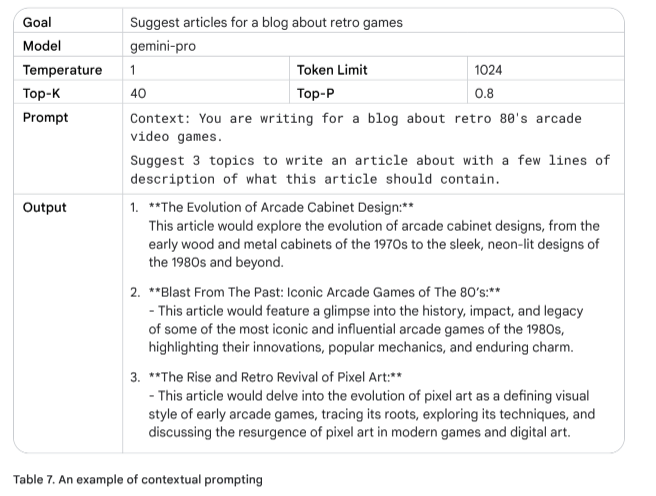 Goal Suggest articles for a blog about retro games
Model gemini-pro
Temperature 1 Token Limit 1024
Top-K 40 Top-P 0.8
Prompt Context: You are writing for a blog about retro 80's arcade
video games.
Suggest 3 topics to write an article about with a few lines of
description of what this article should contain.
Output 1. **The Evolution of Arcade Cabinet Design:**
This article would explore the evolution of arcade cabinet designs, from the
early wood and metal cabinets of the 1970s to the sleek, neon-lit designs of
the 1980s and beyond.
2. **Blast From The Past: Iconic Arcade Games of The 80's:**
- This article would feature a glimpse into the history, impact, and legacy
of some of the most iconic and influential arcade games of the 1980s,
highlighting their innovations, popular mechanics, and enduring charm.
3. **The Rise and Retro Revival of Pixel Art:**
- This article would delve into the evolution of pixel art as a defining visual
style of early arcade games, tracing its roots, exploring its techniques, and
discussing the resurgence of pixel art in modern games and digital art.
Table 7. An example of contextual prompting